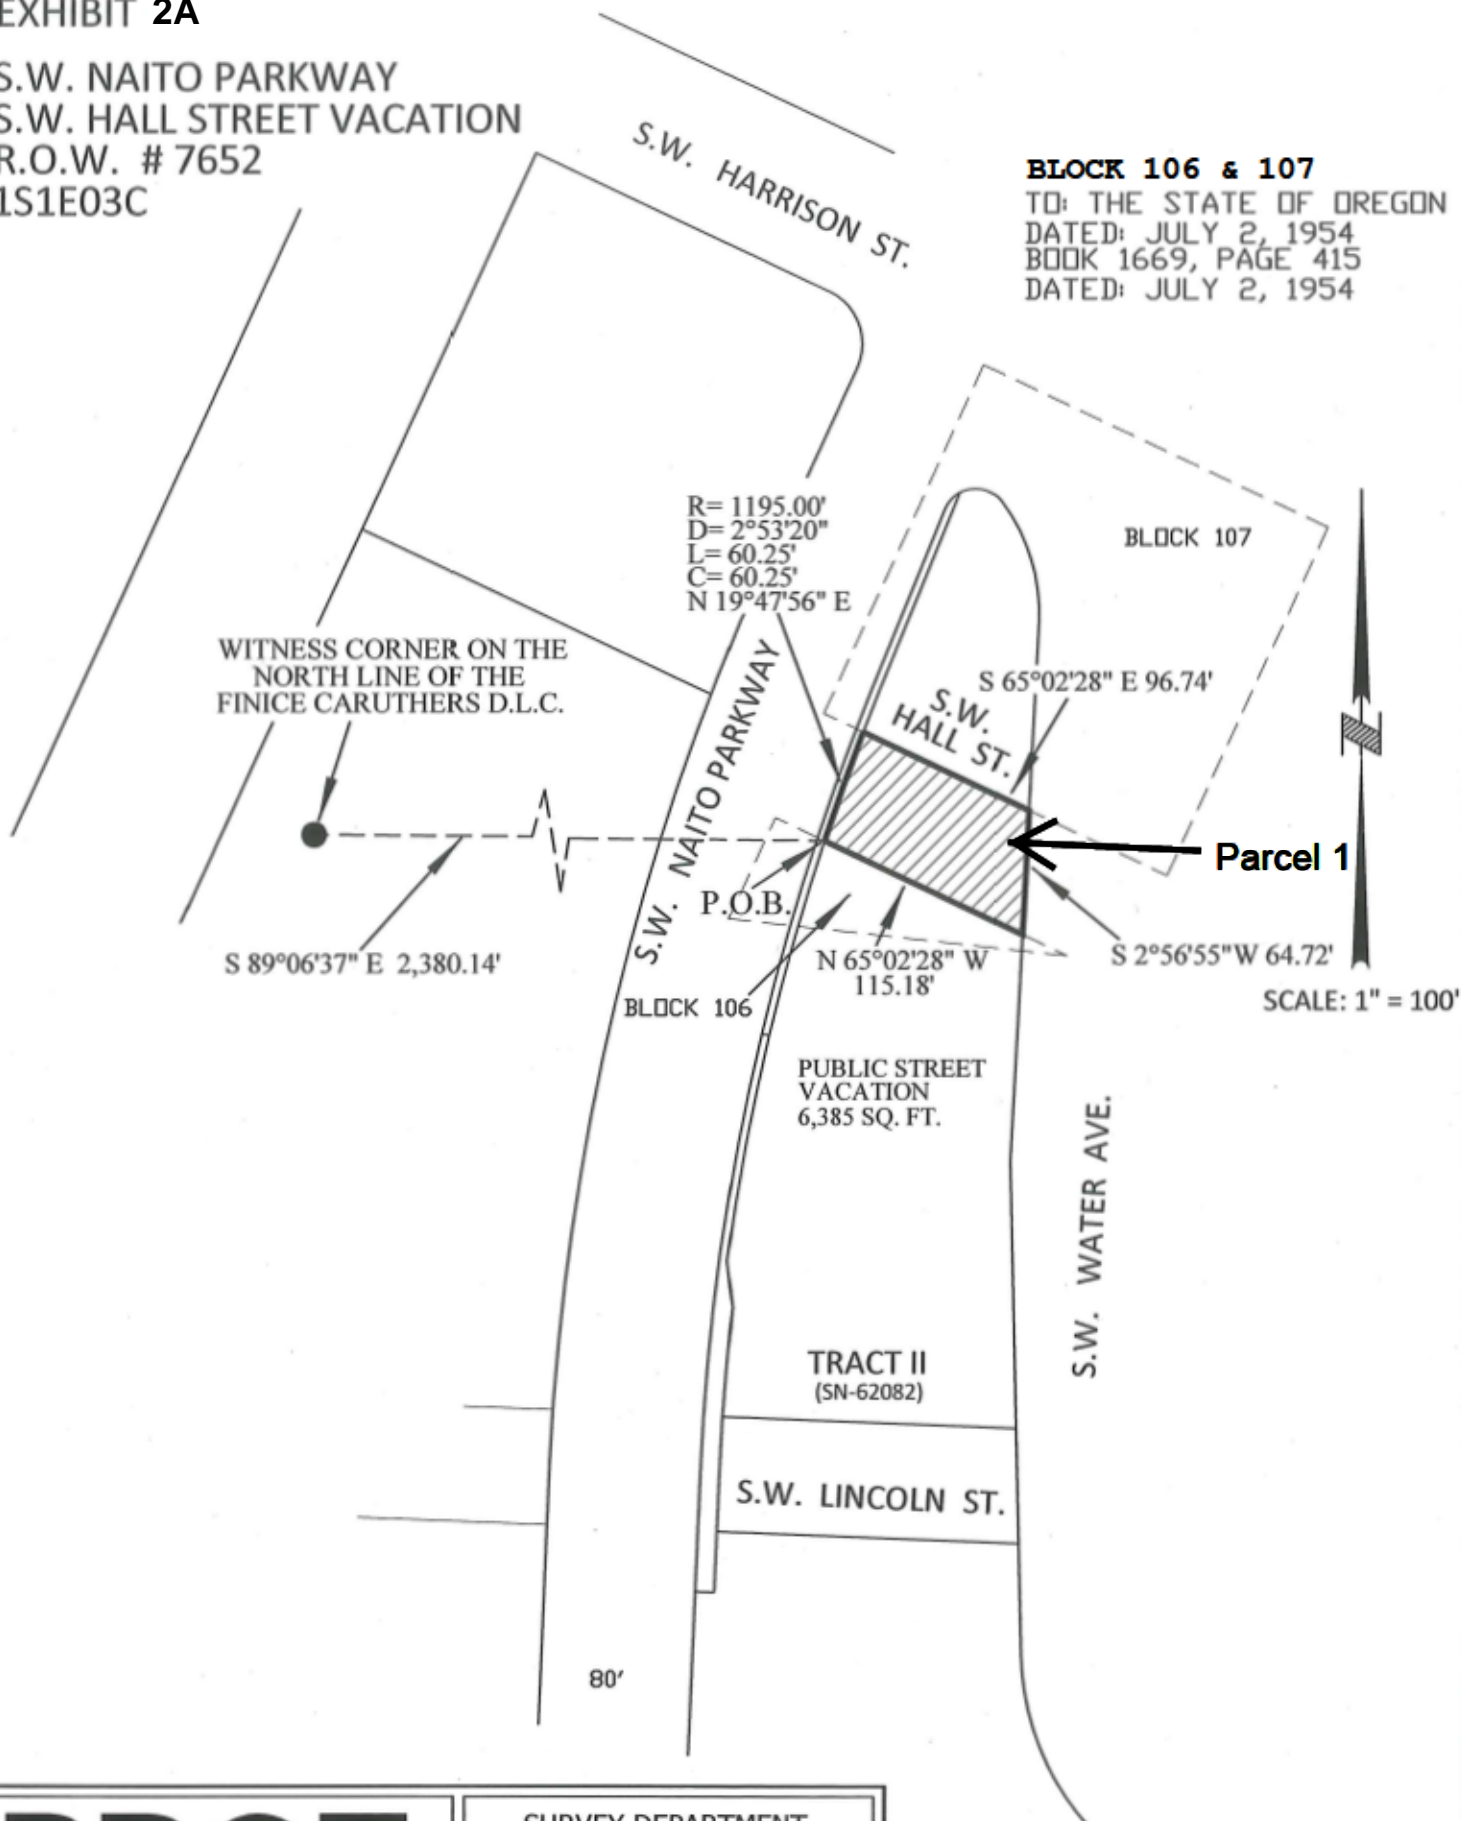 EXHIBIT 2A
S.W. NAITO PARKWAY
S.W. HALL STREET VACATION
R.O.W. # 7652
1S1E03C
S.W. HARRISON ST.
BLOCK 106 & 107
TO: THE STATE OF OREGON
DATED: JULY 2, 1954
BOOK 1669, PAGE 415
DATED: JULY 2, 1954
R= 1195.00'
D= 2°53'20"
L= 60.25'
C= 60.25'
N 19°47'56" E
BLOCK 107
WITNESS CORNER ON THE
NORTH LINE OF THE
FINICE CARUTHERS D.L.C.
S 65°02'28" E 96.74'
S.W.
HALL ST.
S.W. NAITO PARKWAY
N
Parcel 1
P.O.B.
S 89°06'37" E 2,380.14'
N 65°02'28" W
115.18'
S 2°56'55"W 64.72'
SCALE: 1" = 100'
BLOCK 106
PUBLIC STREET
VACATION
6,385 SQ. FT.
S.W. WATER AVE.
TRACT II
(SN-62082)
S.W. LINCOLN ST.
80'
SURVEY DEPARTMENT